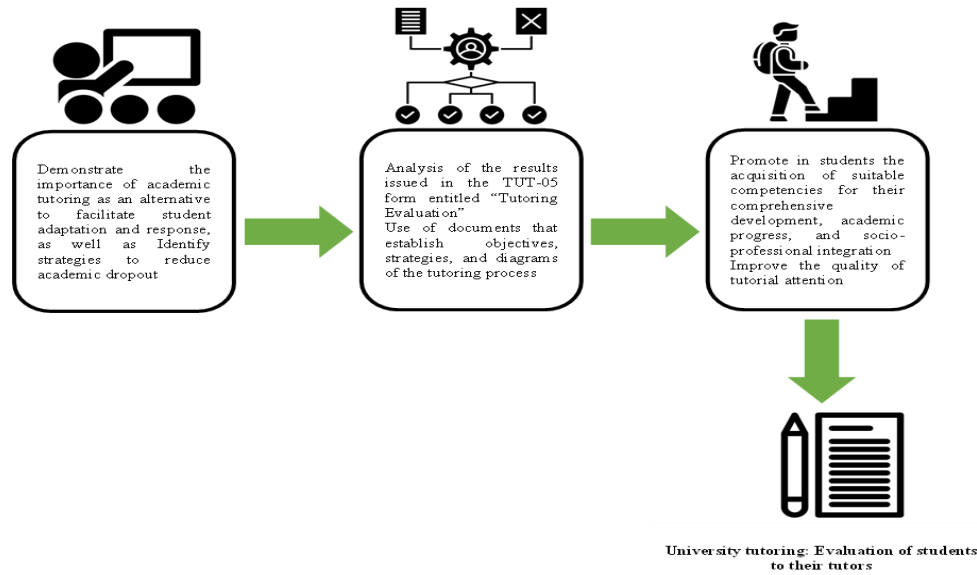 Demonstrate the
importance of academic
tutoring as an alternative
to facilitate student
adaptation and response,
as well as Identify
strategies to reduce
academic dropout
Analysis of the results
issued in the TUT-05
form entitled “Tutoring
Evaluation”
Use of documents that
establish objectives,
strategies, and diagrams
of the tutoring process
Promote in students the
acquisition of suitable
competencies for their
comprehensive
development, academic
progress, and socio-
professional integration
Improve the quality of
tutorial attention
University tutoring: Evaluation of students
to their tutors